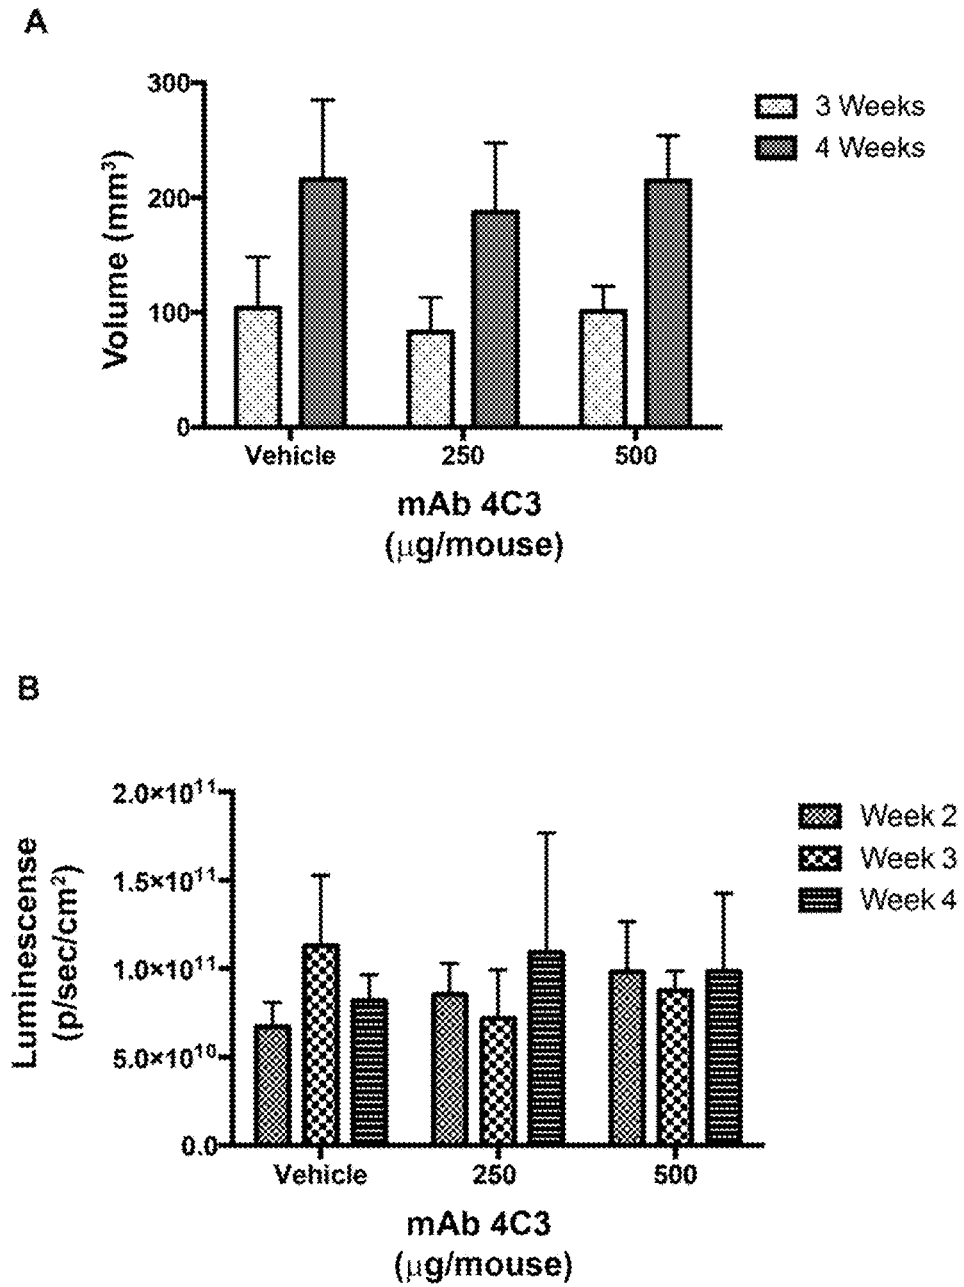 A
300
200
100
0
Volume (mm³)
3 Weeks
4 Weeks
Vehicle 250 500
mAb 4C3
(μg/mouse)
B
2.0×10¹¹
1.5×10¹¹
1.0×10¹¹
5.0×10¹⁰
0.0
Luminescense
(p/sec/cm²)
Week 2
Week 3
Week 4
Vehicle 250 500
mAb 4C3
(μg/mouse)